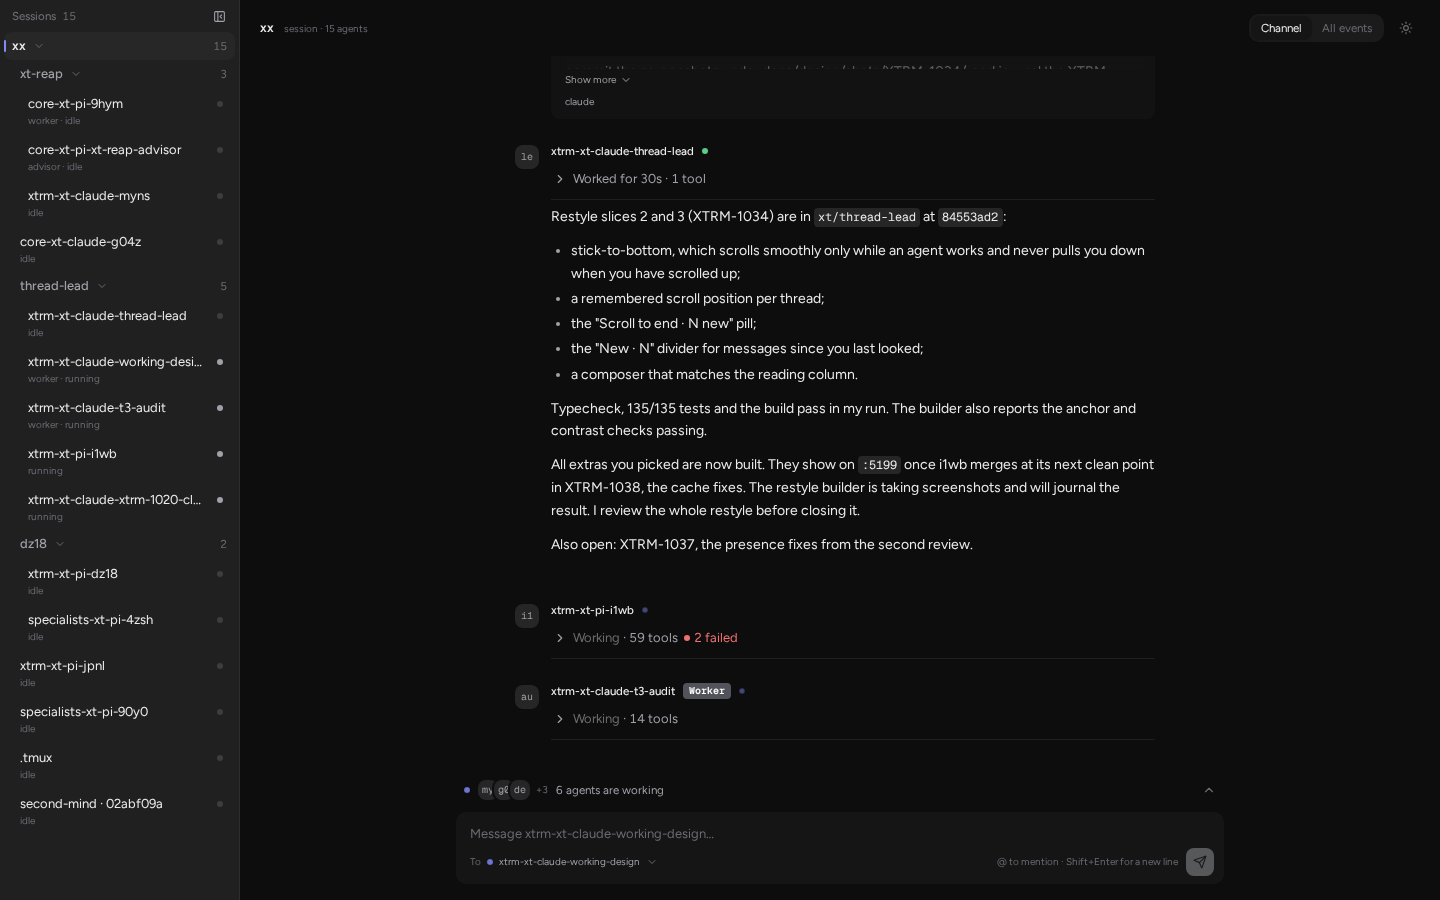 Sessions 15
xx 15
xt-reap 3
core-xt-pi-9hym
worker · idle
core-xt-pi-xt-reap-advisor
advisor · idle
xtrm-xt-claude-myns
idle
core-xt-claude-g04z
idle
thread-lead 5
xtrm-xt-claude-thread-lead
idle
xtrm-xt-claude-working-desi...
worker · running
xtrm-xt-claude-t3-audit
worker · running
xtrm-xt-pi-i1wb
running
xtrm-xt-claude-xtrm-1020-cl...
running
dz18 2
xtrm-xt-pi-dz18
idle
specialists-xt-pi-4zsh
idle
xtrm-xt-pi-jpnl
idle
specialists-xt-pi-90y0
idle
.tmux
idle
second-mind · 02abf09a
idle
xx session · 15 agents
Channel All events
Show more
claude
le xtrm-xt-claude-thread-lead
Worked for 30s · 1 tool
Restyle slices 2 and 3 (XTRM-1034) are in xt/thread-lead at 84553ad2:
• stick-to-bottom, which scrolls smoothly only while an agent works and never pulls you down
when you have scrolled up;
• a remembered scroll position per thread;
• the "Scroll to end · N new" pill;
• the "New · N" divider for messages since you last looked;
• a composer that matches the reading column.
Typecheck, 135/135 tests and the build pass in my run. The builder also reports the anchor and
contrast checks passing.
All extras you picked are now built. They show on :5199 once i1wb merges at its next clean point
in XTRM-1038, the cache fixes. The restyle builder is taking screenshots and will journal the
result. I review the whole restyle before closing it.
Also open: XTRM-1037, the presence fixes from the second review.
i1 xtrm-xt-pi-i1wb
Working · 59 tools 2 failed
au xtrm-xt-claude-t3-audit Worker
Working · 14 tools
my g0 de +3 6 agents are working
Message xtrm-xt-claude-working-design...
To xtrm-xt-claude-working-design
@ to mention · Shift+Enter for a new line